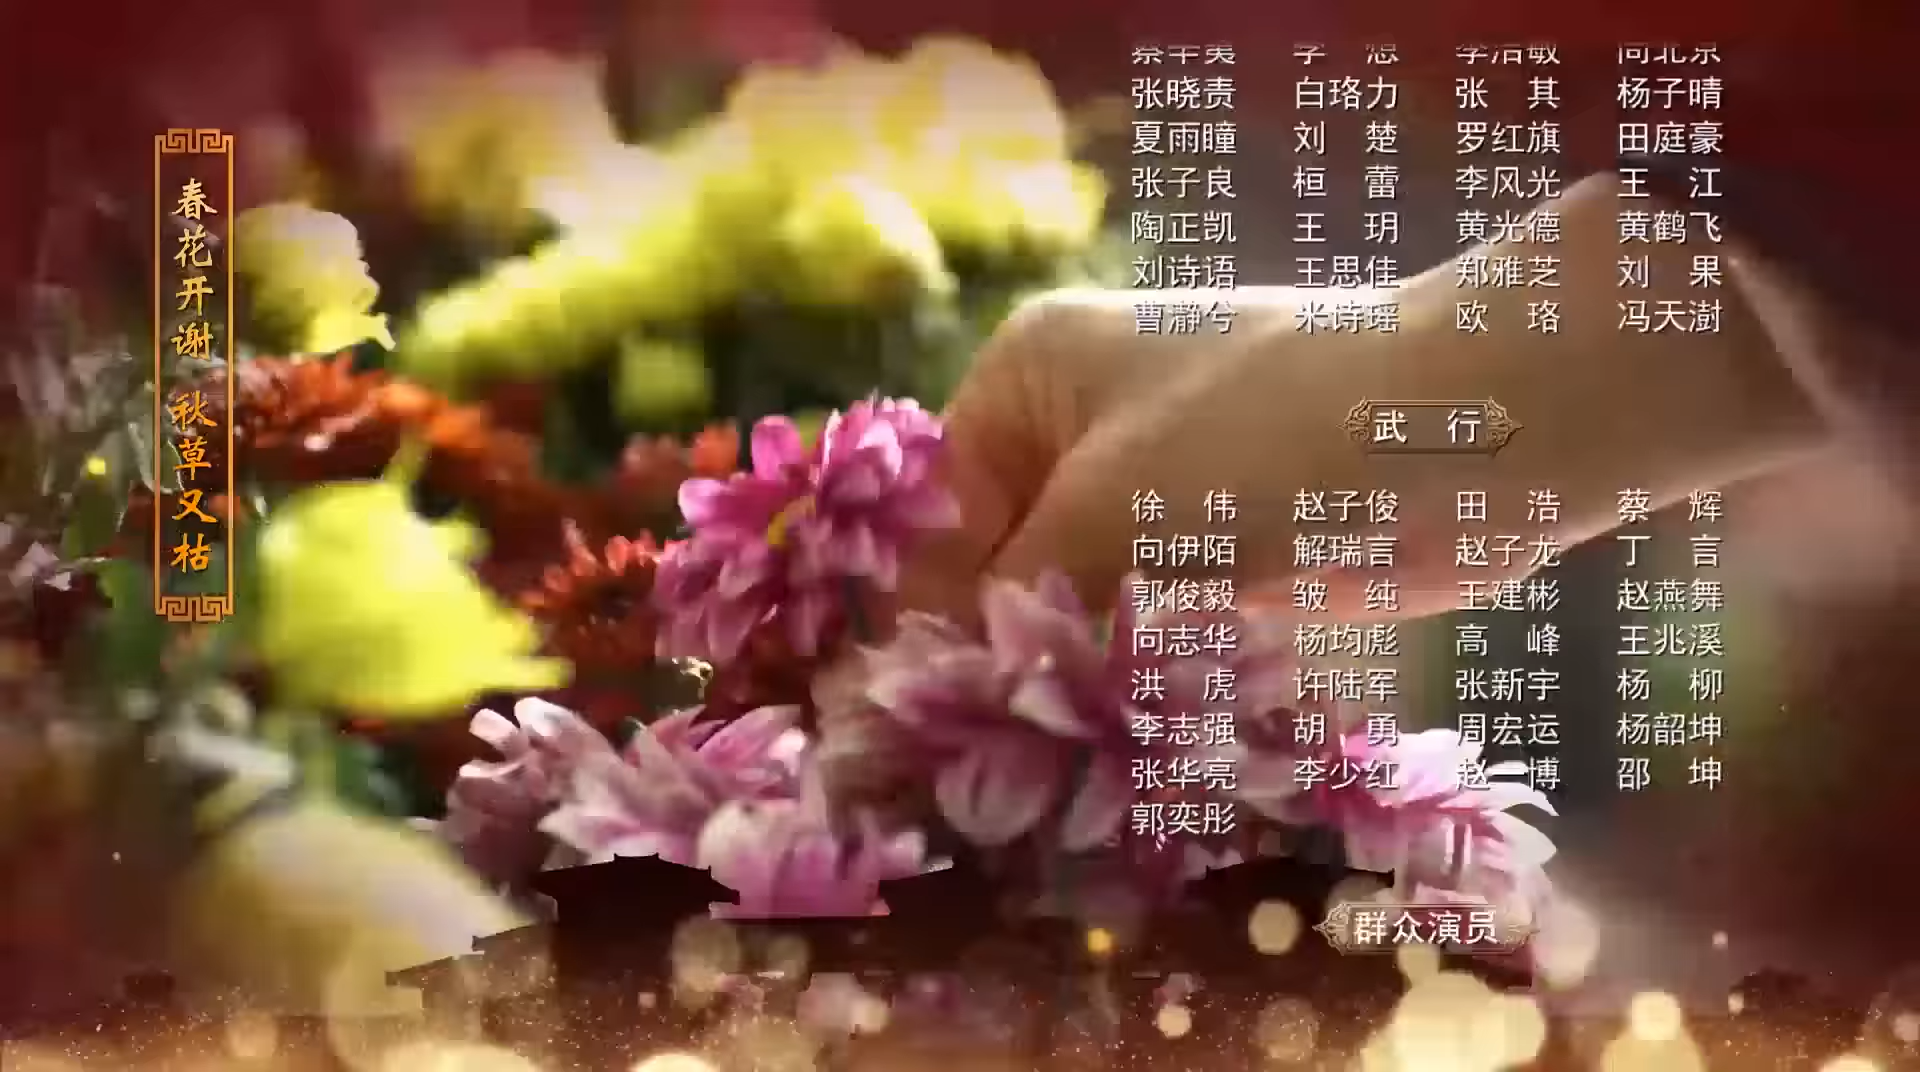 春花开谢 秋草又枯
张晓责 白珞力 张其 杨子晴
夏雨瞳 刘楚 罗红旗 田庭豪
张子良 桓蕾 李风光 王江
陶正凯 王玥 黄光德 黄鹤飞
刘诗语 王思佳 郑雅芝 刘果
曹瀞兮 米诗瑶 欧珞 冯天澍
武行
徐伟 赵子俊 田浩 蔡辉
向伊陌 解瑞言 赵子龙 丁言
郭俊毅 皱纯 王建彬 赵燕舞
向志华 杨均彪 高峰 王兆溪
洪虎 许陆军 张新宇 杨柳
李志强 胡勇 周宏运 杨韶坤
张华亮 李少红 赵一博 邵坤
郭奕彤
群众演员